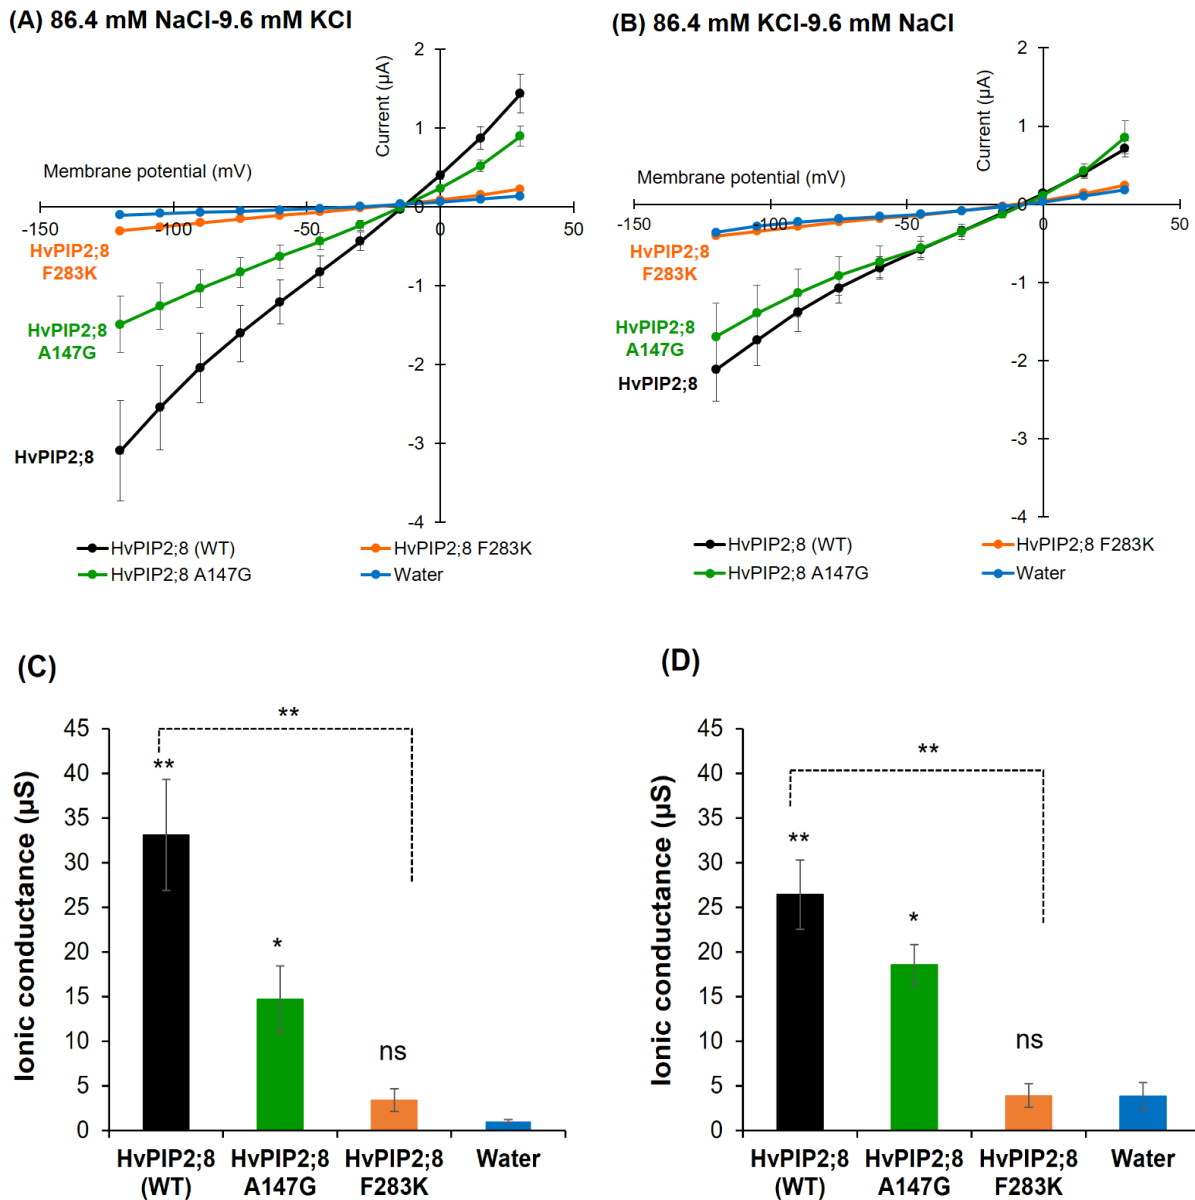 (A) 86.4 mM NaCl-9.6 mM KCl
2
1
-1
-2
-3
-4
Current (µA)
Membrane potential (mV)
-150
-100
-50
0
50
HvPIP2;8
F283K
HvPIP2;8
A147G
HvPIP2;8
HvPIP2;8 (WT)
HvPIP2;8 F283K
HvPIP2;8 A147G
Water
(B) 86.4 mM KCl-9.6 mM NaCl
2
1
0
-1
-2
-3
-4
Current (µA)
Membrane potential (mV)
-150
-100
-50
0
50
HvPIP2;8
F283K
HvPIP2;8
A147G
HvPIP2;8
HvPIP2;8 (WT)
HvPIP2;8 F283K
HvPIP2;8 A147G
Water
(C)
Ionic conductance (µS)
45
40
35
30
25
20
15
10
5
0
**
**
*
ns
HvPIP2;8
(WT)
HvPIP2;8
A147G
HvPIP2;8
F283K
Water
(D)
Ionic conductance (µS)
45
40
35
30
25
20
15
10
5
0
**
**
*
ns
HvPIP2;8
(WT)
HvPIP2;8
A147G
HvPIP2;8
F283K
Water